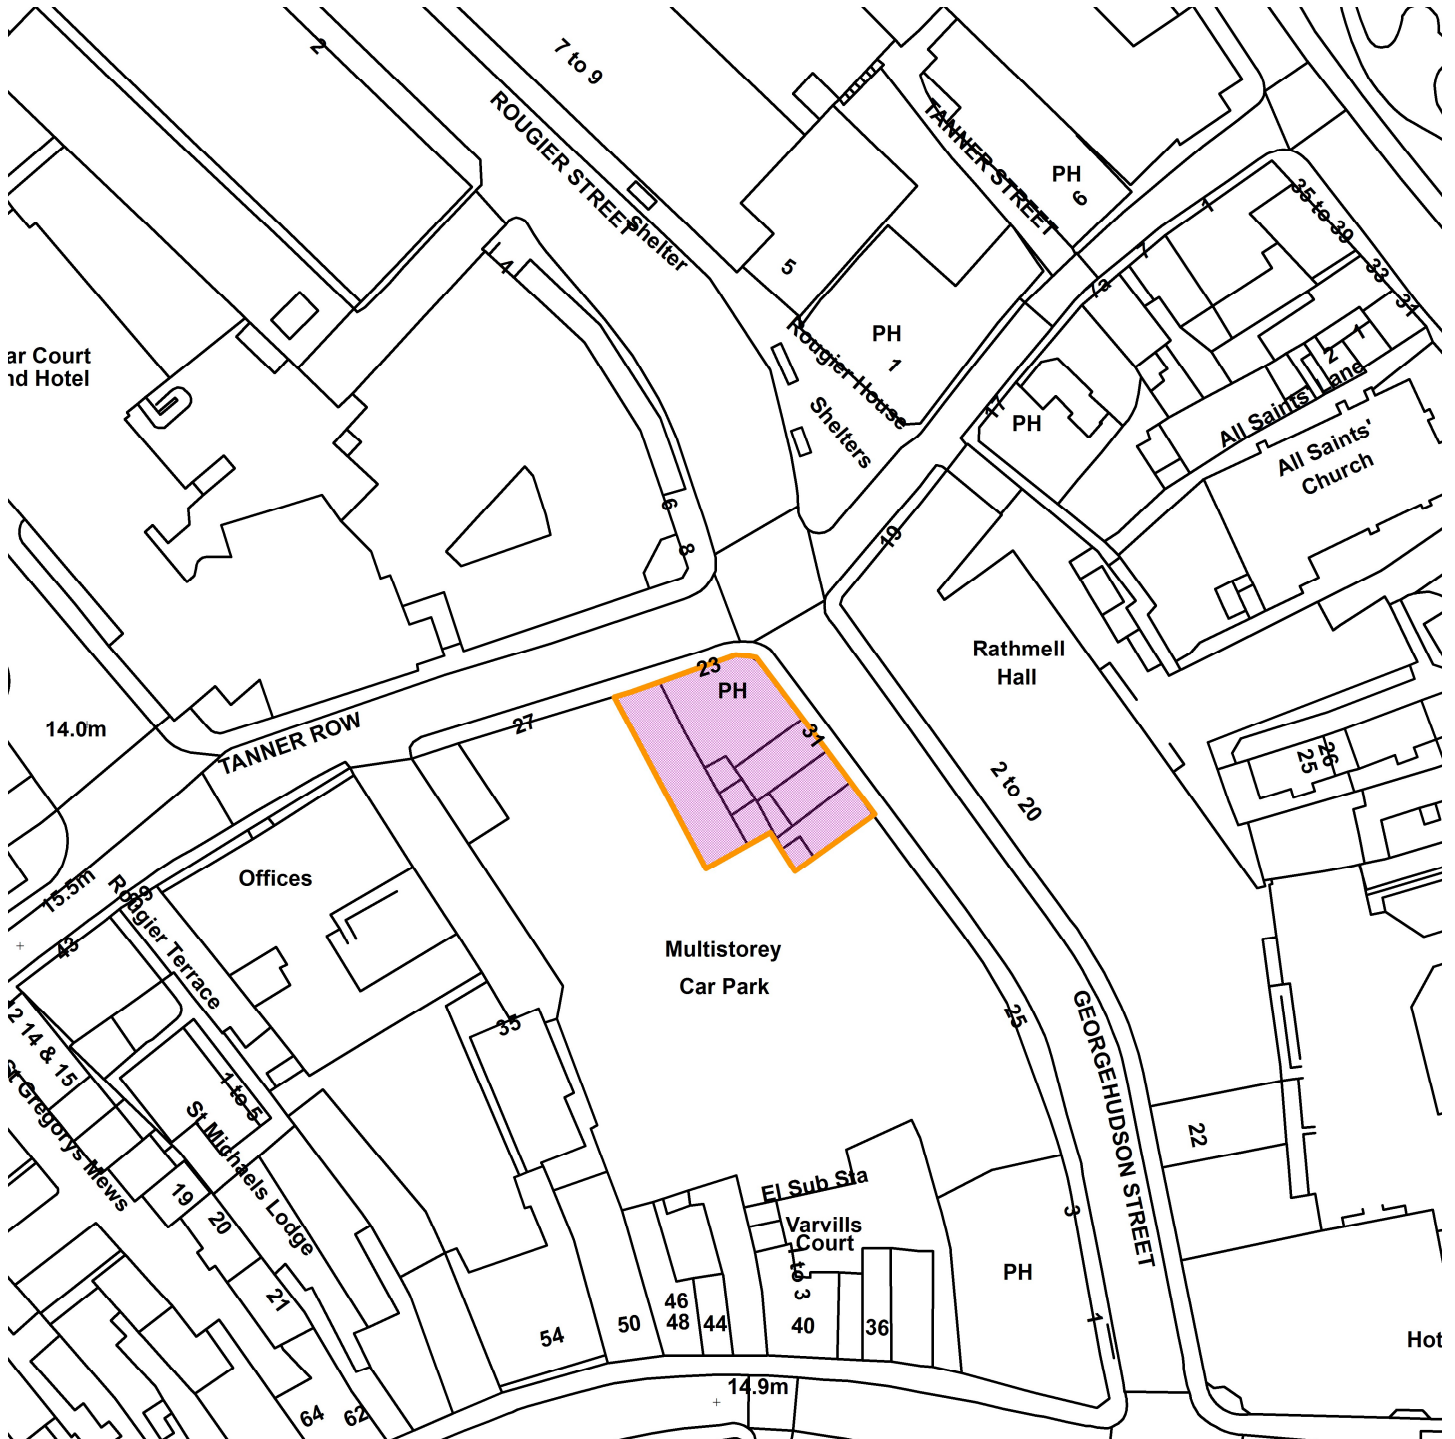 2
7 to 9
ROUGIER STREET
Shelter
TANNER STREET
PH
6
1
7
13
35 to 39
33
31
4
5
PH
1
Rougier House
Shelters
17
PH
2
1
All Saints' Lane
All Saints'
Church
ar Court
nd Hotel
6
8
19
Rathmell
Hall
23
PH
31
27
TANNER ROW
14.0m
2 to 20
25
26
Offices
15.5m
Rougier Terrace
43
Multistorey
Car Park
25
35
GEORGEHUDSON STREET
22
12 14 & 15
St Gregorys Mews
1 to 5
St Michaels Lodge
19
20
21
El Sub Sta
Varvills
Court
1 to 3
3
PH
1
54
50
46
48
44
40
36
Hot
14.9m
64
62